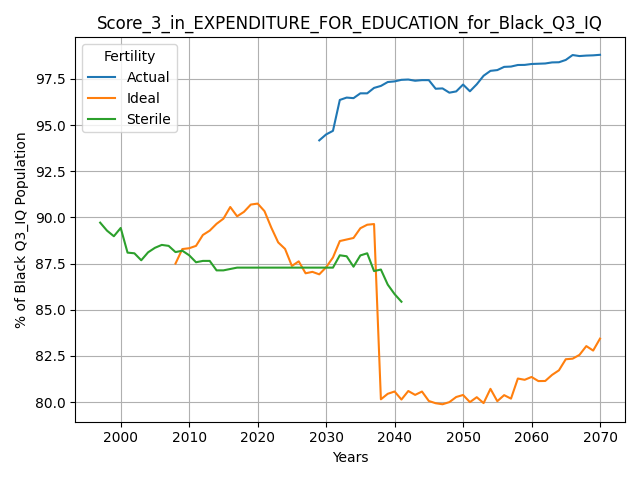 Score_3_in_EXPENDITURE_FOR_EDUCATION_for_Black_Q3_IQ
Fertility
Actual
Ideal
Sterile
% of Black Q3_IQ Population
97.5
95.0
92.5
90.0
87.5
85.0
82.5
80.0
2000 2010 2020 2030 2040 2050 2060 2070
Years